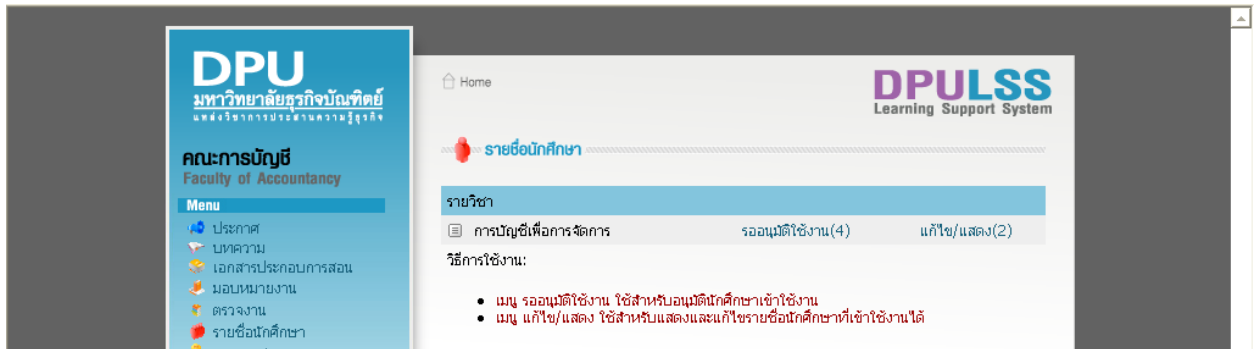 DPU
มหาวิทยาลัยธุรกิจบัณฑิตย์
แหล่งวิชาการประสานความรู้ธุรกิจ
คณะการบัญชี
Faculty of Accountancy
Menu
ประกาศ
บทความ
เอกสารประกอบการสอน
มอบหมายงาน
ตรวจงาน
รายชื่อนักศึกษา
Home
DPULSS
Learning Support System
รายชื่อนักศึกษา
รายวิชา
การบัญชีเพื่อการจัดการ รออนุมัติใช้งาน(4) แก้ไข/แสดง(2)
วิธีการใช้งาน:
เมนู รออนุมัติใช้งาน ใช้สำหรับอนุมัตินักศึกษาเข้าใช้งาน
เมนู แก้ไข/แสดง ใช้สำหรับแสดงและแก้ไขรายชื่อนักศึกษาที่เข้าใช้งานได้